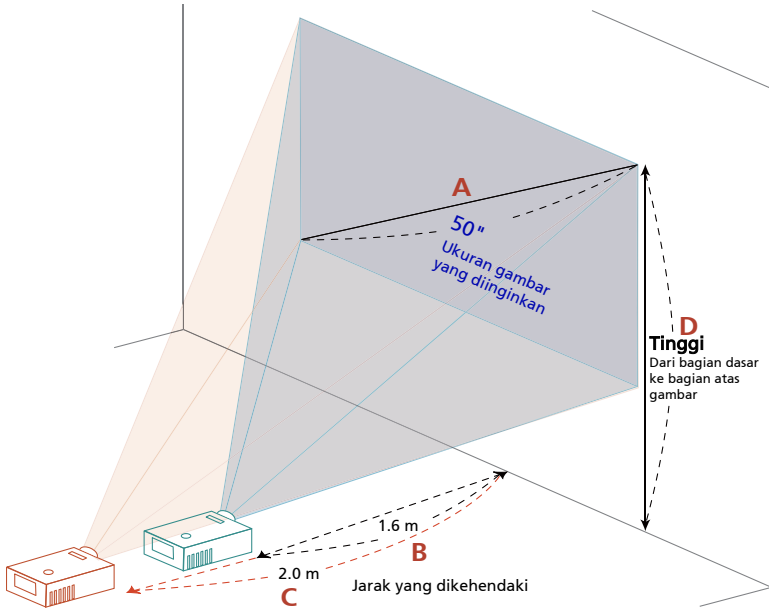 A
50"
Ukuran gambar
yang diinginkan
D
Tinggi
Dari bagian dasar
ke bagian atas
gambar
1.6 m
B
2.0 m
C
Jarak yang dikehendaki